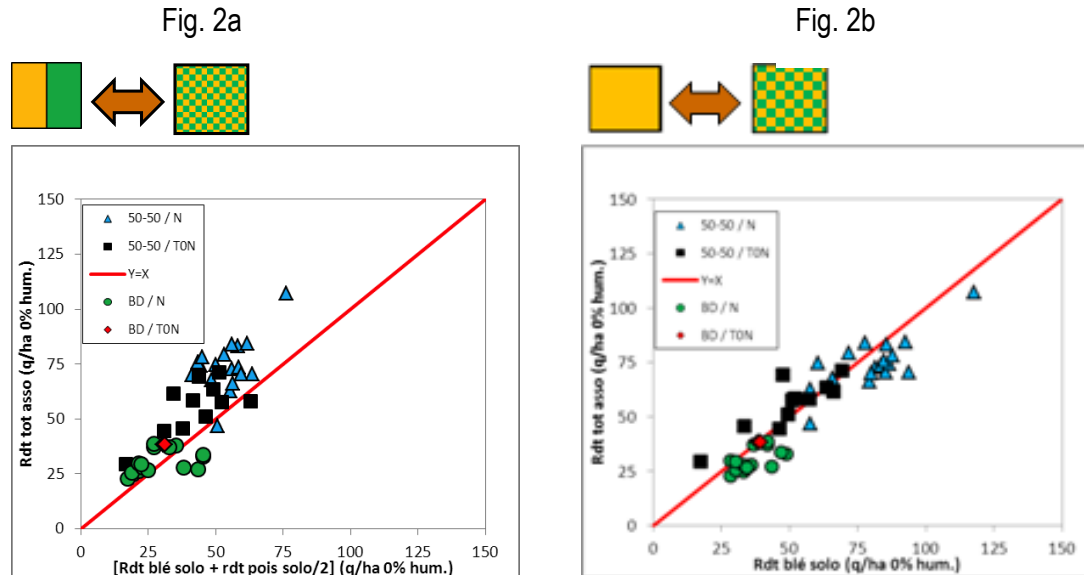 Fig. 2a
Fig. 2b
Rdt tot asso (q/ha 0% hum.)
150
125
100
75
50
25
0
50-50 / N
50-50 / T0N
Y=X
BD / N
BD / T0N
0 25 50 75 100 125 150
[Rdt blé solo + rdt pois solo/2] (q/ha 0% hum.)
Rdt tot asso (q/ha 0% hum.)
150
125
100
75
50
25
0
50-50 / N
50-50 / T0N
Y=X
BD / N
BD / T0N
0 25 50 75 100 125 150
Rdt blé solo (q/ha 0% hum.)